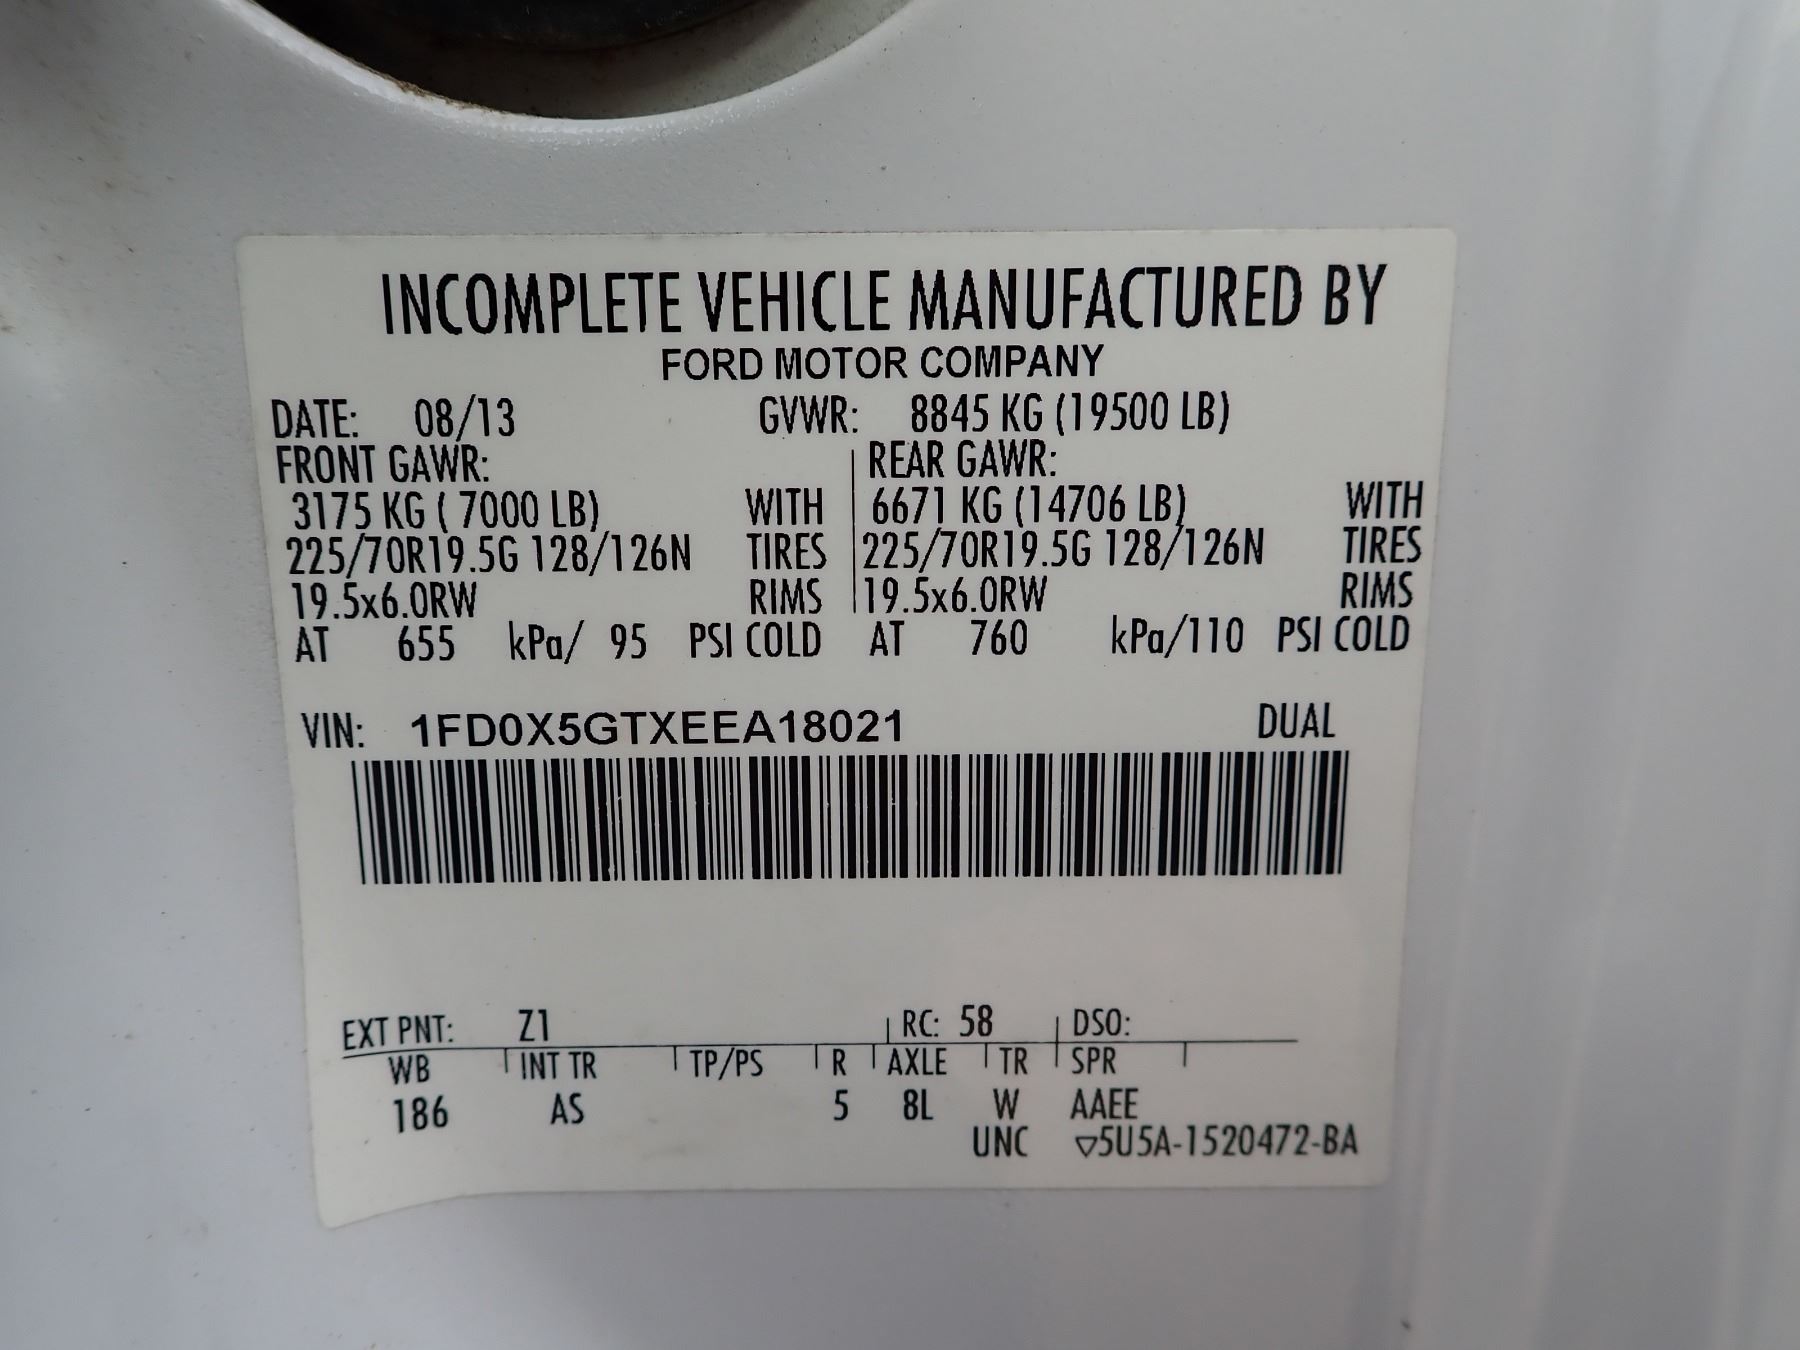 INCOMPLETE VEHICLE MANUFACTURED BY
FORD MOTOR COMPANY
DATE: 08/13 GVWR: 8845 KG (19500 LB)
FRONT GAWR: REAR GAWR:
3175 KG ( 7000 LB) WITH 6671 KG (14706 LB) WITH
225/70R19.5G 128/126N TIRES 225/70R19.5G 128/126N TIRES
19.5x6.0RW RIMS 19.5x6.0RW RIMS
AT 655 kPa/ 95 PSI COLD AT 760 kPa/110 PSI COLD
VIN: 1FD0X5GTXEEA18021 DUAL
EXT PNT: Z1 RC: 58 DSO:
WB INT TR TP/PS R AXLE TR SPR
186 AS 5 8L W AAEE
UNC ▽5U5A-1520472-BA